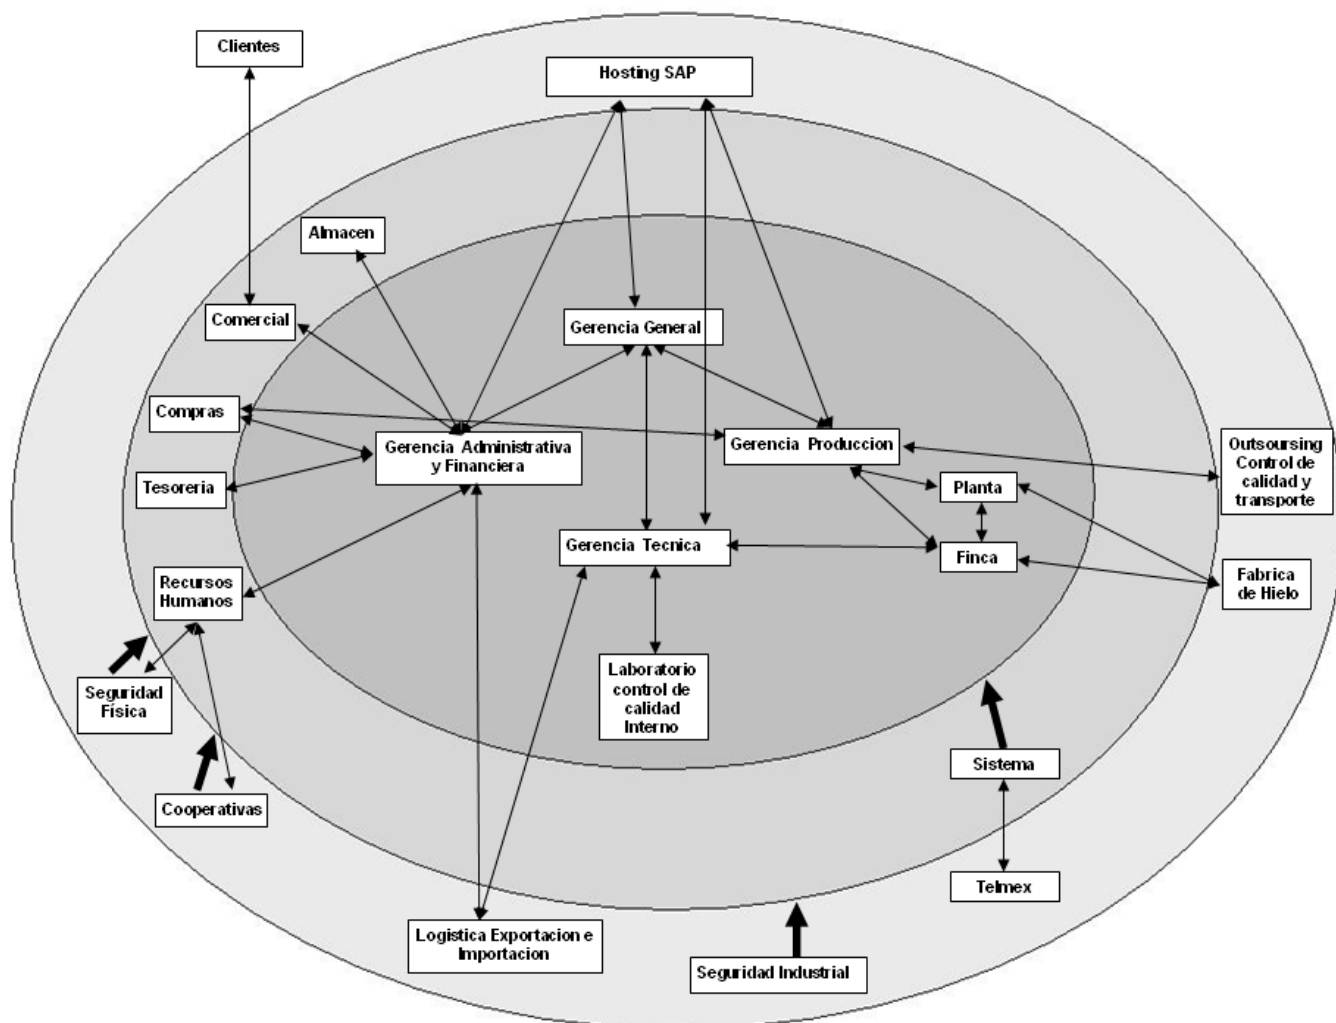 Clientes
Hosting SAP
Almacen
Comercial
Gerencia General
Compras
Gerencia Administrativa
y Financiera
Gerencia Produccion
Outsoursing
Control de
calidad y
transporte
Tesoreria
Planta
Gerencia Tecnica
Finca
Recursos
Humanos
Fabrica
de Hielo
Laboratorio
control de
calidad
Interno
Seguridad
Física
Sistema
Cooperativas
Telmex
Logistica Exportacion e
Importacion
Seguridad Industrial